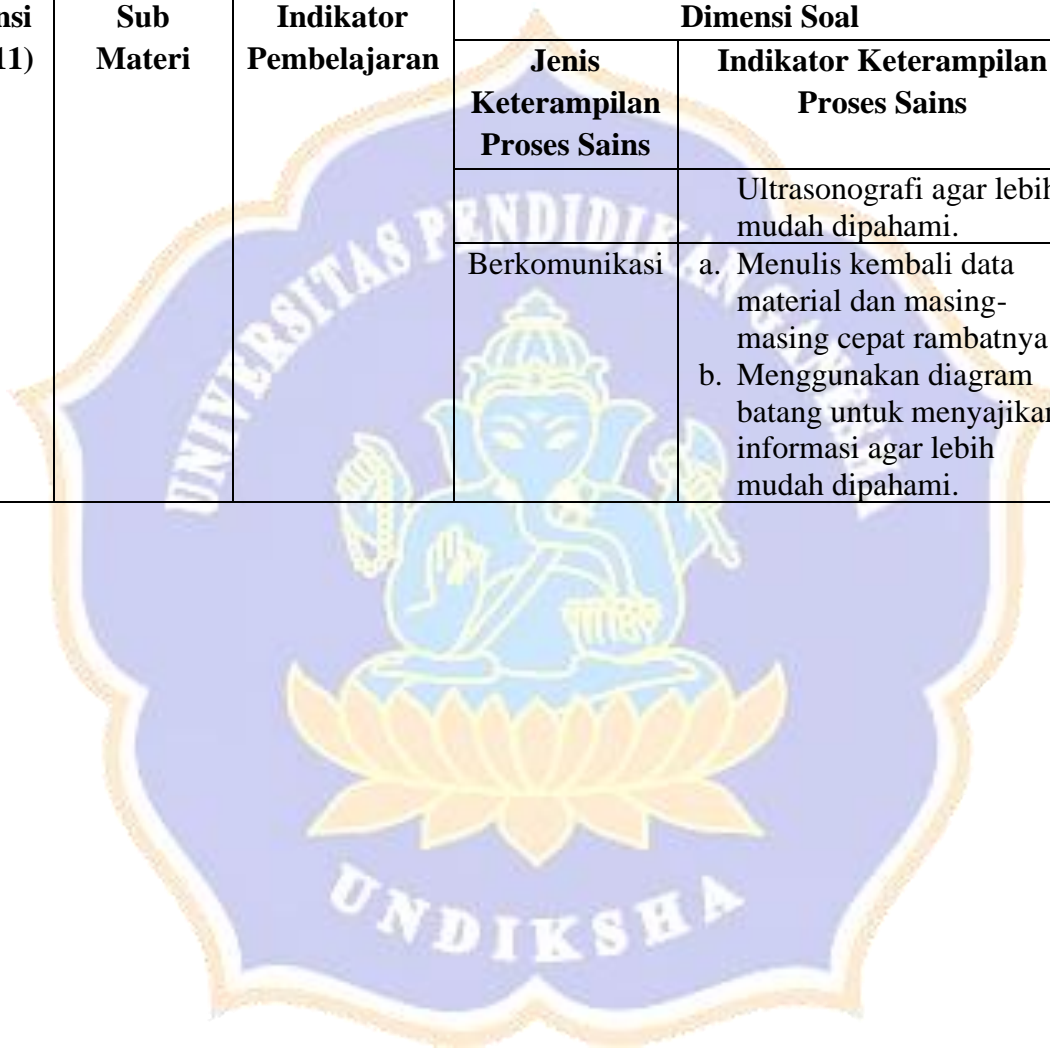 nsi
11)
Sub
Materi
Indikator
Pembelajaran
Dimensi Soal
Jenis
Keterampilan
Proses Sains
Indikator Keterampilan
Proses Sains
Ultrasonografi agar lebih
mudah dipahami.
Berkomunikasi
a. Menulis kembali data
material dan masing-
masing cepat rambatnya
b. Menggunakan diagram
batang untuk menyajikan
informasi agar lebih
mudah dipahami.
UNIVERSITAS PENDIDIKAN GANESHA
UNDIKSHA